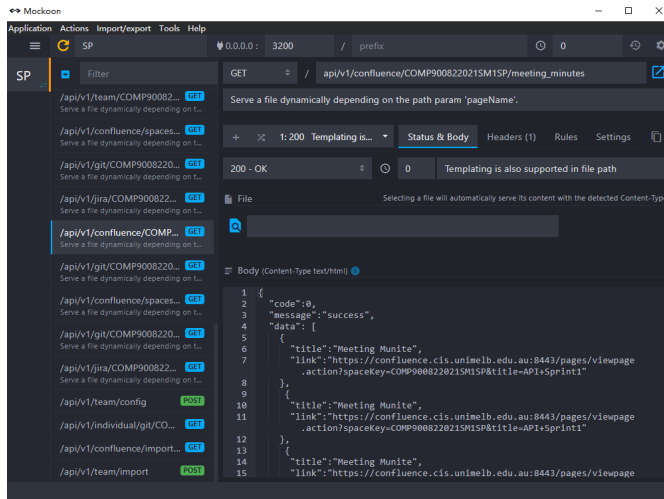 Mockoon
Application Actions Import/export Tools Help
SP
0.0.0.0 : 3200 / prefix
0
SP
Filter
GET / api/v1/confluence/COMP900822021SM1SP/meeting_minutes
Serve a file dynamically depending on the path param 'pageName'.
/api/v1/team/COMP90082... GET
Serve a file dynamically depending on t...
/api/v1/confluence/spaces... GET
Serve a file dynamically depending on t...
/api/v1/git/COMP9008220... GET
Serve a file dynamically depending on t...
/api/v1/jira/COMP900822... GET
Serve a file dynamically depending on t...
/api/v1/confluence/COMP... GET
Serve a file dynamically depending on t...
/api/v1/git/COMP9008220... GET
Serve a file dynamically depending on t...
/api/v1/confluence/spaces... GET
Serve a file dynamically depending on t...
/api/v1/git/COMP9008220... GET
Serve a file dynamically depending on t...
/api/v1/jira/COMP900822... GET
Serve a file dynamically depending on t...
/api/v1/team/config POST
/api/v1/individual/git/CO... GET
/api/v1/confluence/import... GET
/api/v1/team/import POST
1: 200 Templating is... Status & Body Headers (1) Rules Settings
200 - OK 0 Templating is also supported in file path
File Selecting a file will automatically serve its content with the detected Content-Type
Body (Content-Type text/html)
1 {
2 "code":0,
3 "message":"success",
4 "data": [
5 {
6 "title":"Meeting Munite",
7 "link":"https://confluence.cis.unimelb.edu.au:8443/pages/viewpage
.action?spaceKey=COMP900822021SM1SP&title=API+Sprint1"
8 },
9 {
10 "title":"Meeting Munite",
11 "link":"https://confluence.cis.unimelb.edu.au:8443/pages/viewpage
.action?spaceKey=COMP900822021SM1SP&title=API+Sprint1"
12 },
13 {
14 "title":"Meeting Munite",
15 "link":"https://confluence.cis.unimelb.edu.au:8443/pages/viewpage